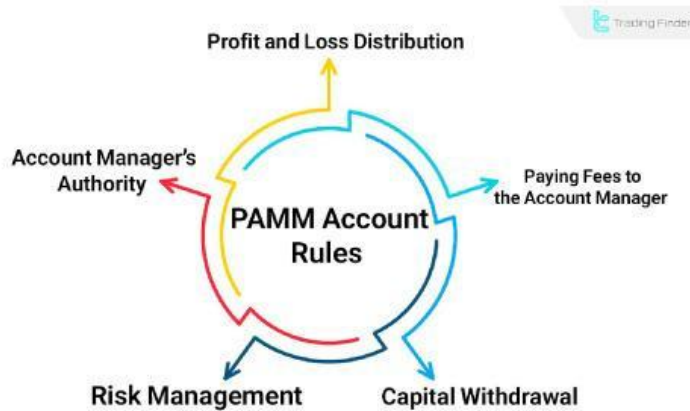 Trading Finder
Profit and Loss Distribution
Account Manager's
Authority
Paying Fees to
the Account Manager
PAMM Account
Rules
Risk Management
Capital Withdrawal